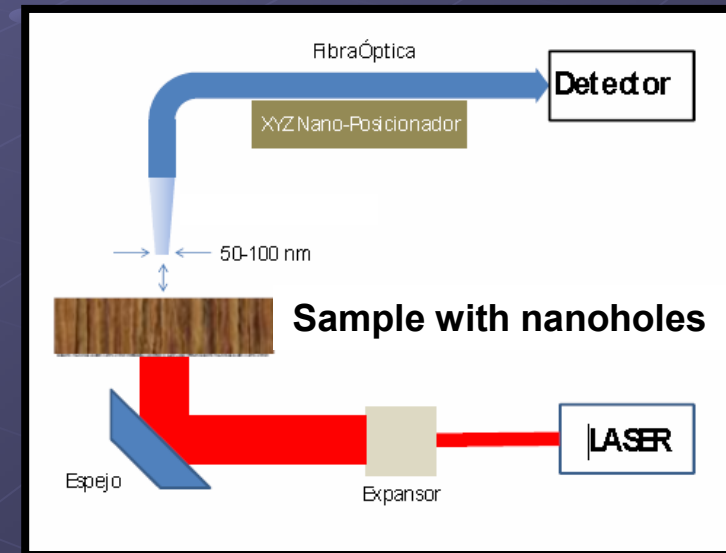 FibraÓptica
Detector
XYZ Nano-Posicionador
50-100 nm
Sample with nanoholes
LASER
Espejo
Expansor